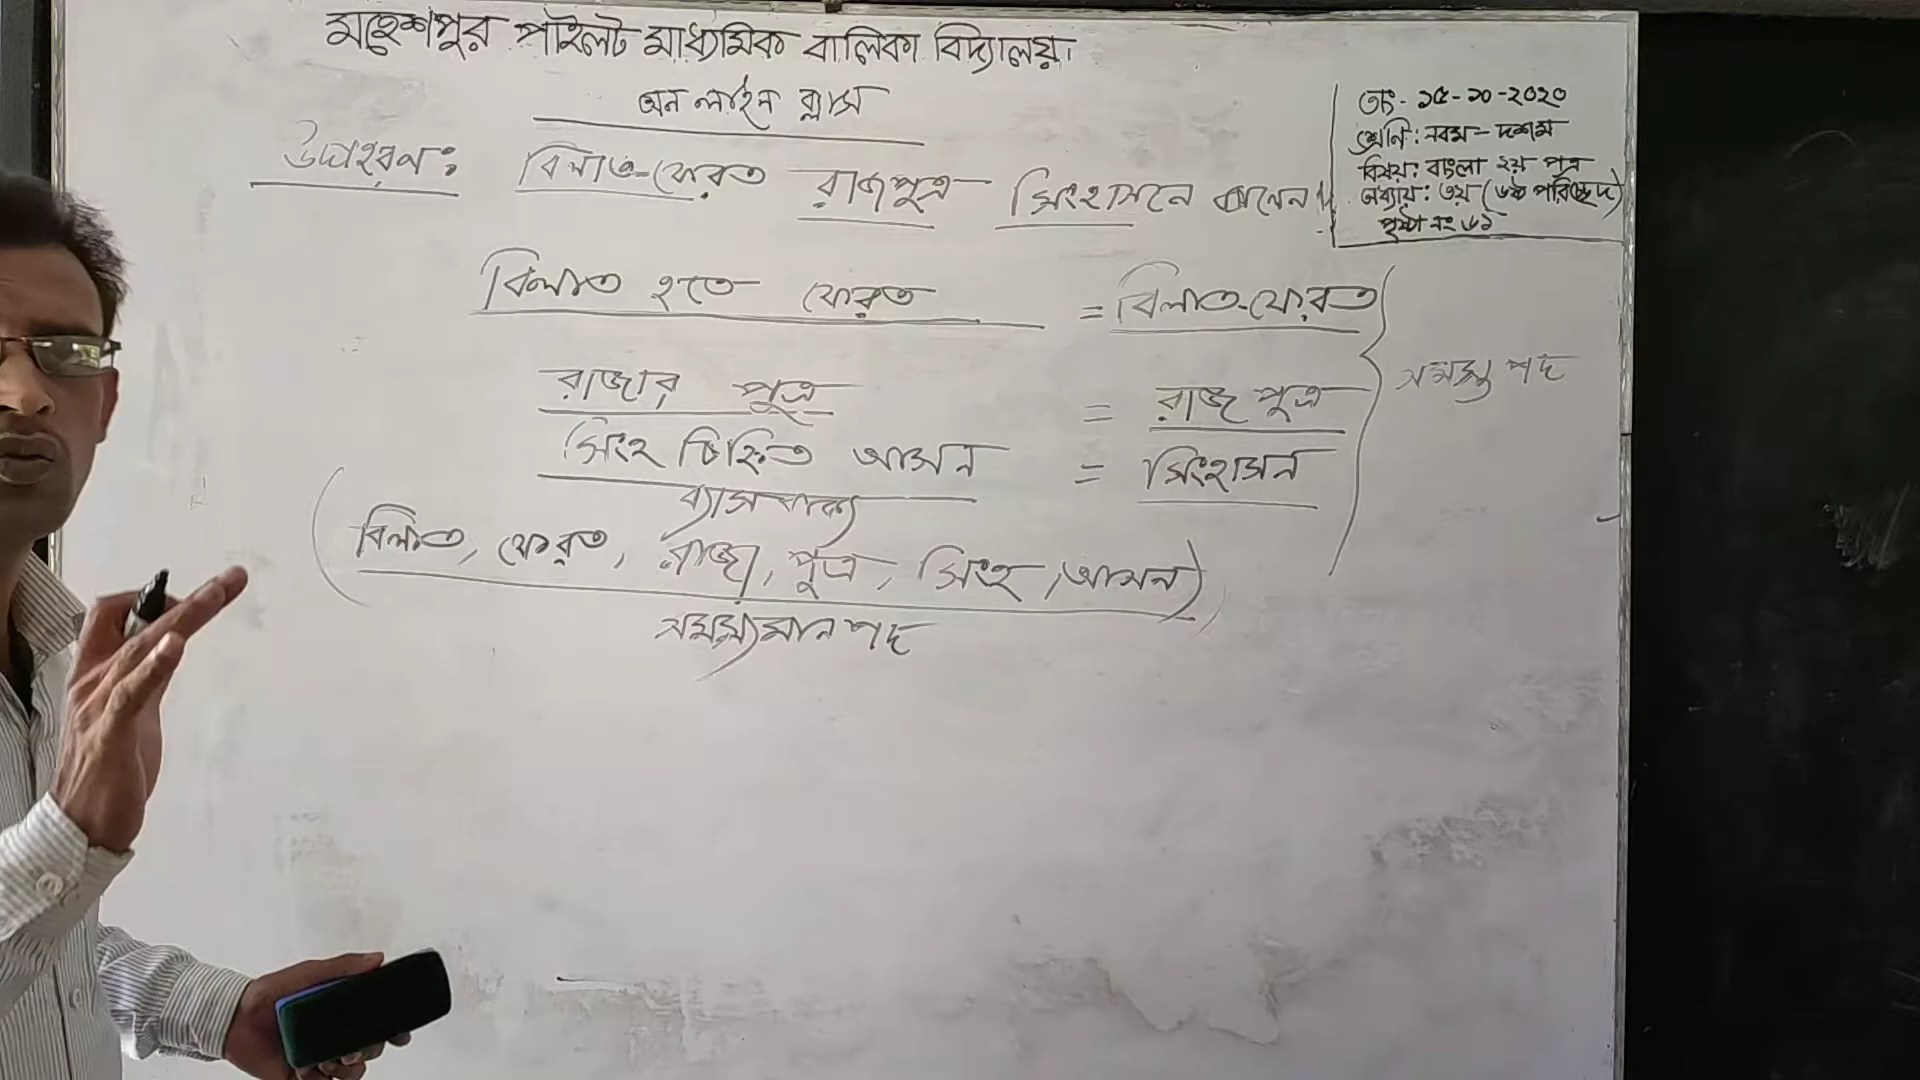 মহেশপুর পাইলট মাধ্যমিক বালিকা বিদ্যালয়।
অন লাইন ক্লাস
তাং- ১৫-১০-২০২০
শ্রেণি: নবম - দশম
বিষয়: বাংলা ২য় পত্র
অধ্যায়: ৩য় (৬ষ্ঠ পরিচ্ছেদ)
পৃষ্ঠা নং ৬১
উদাহরণ: বিলাত-ফেরত রাজপুত্র সিংহাসনে বসলেন।
বিলাত হতে ফেরত = বিলাত-ফেরত
রাজার পুত্র = রাজপুত্র
সমস্ত পদ
সিংহ চিহ্নিত আসন = সিংহাসন
ব্যাসবাক্য
(বিলাত, ফেরত, রাজা, পুত্র, সিংহ, আসন)
সমস্যমান পদ